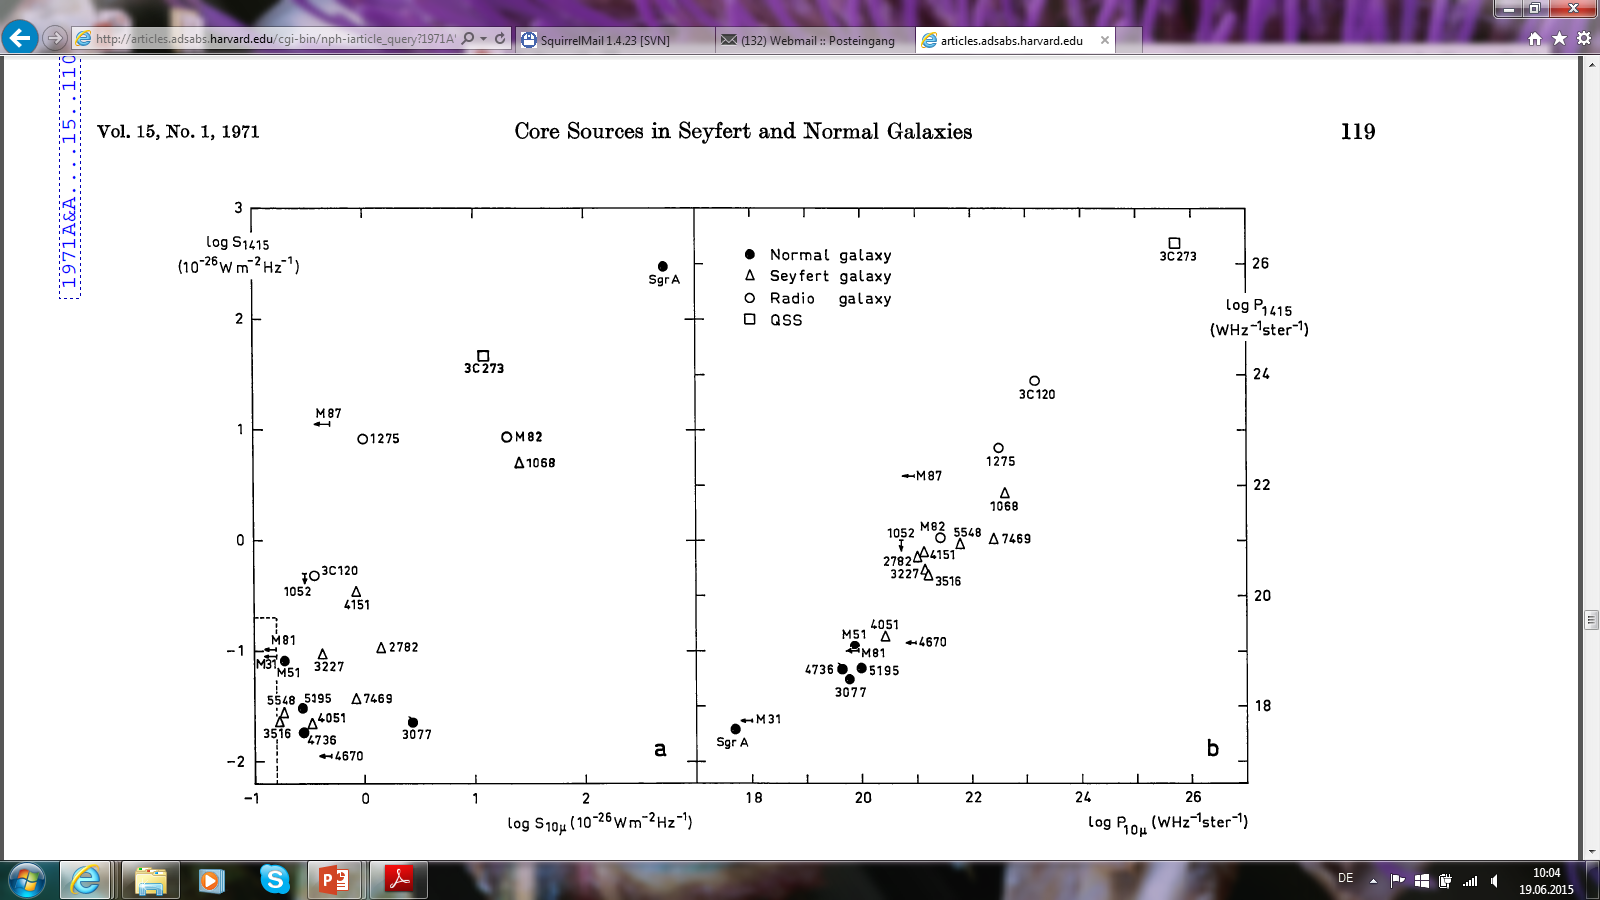 http://articles.adsabs.harvard.edu/cgi-bin/nph-iarticle_query?1971A
SquirrelMail 1.4.23 [SVN]
(132) Webmail :: Posteingang
articles.adsabs.harvard.edu
1971A&A....15..110
Vol. 15, No. 1, 1971
Core Sources in Seyfert and Normal Galaxies
119
3
log S1415
(10-26 W m-2 Hz-1)
2
1
0
-1
-2
SgrA
3C273
M87
1275
M82
1068
3C120
1052
4151
M81
M31
M51
3227
2782
5548
5195
7469
3516
4051
4736
3077
4670
a
-1
0
1
2
log S10μ (10-26 W m-2 Hz-1)
Normal galaxy
Seyfert galaxy
Radio galaxy
QSS
3C273
26
log P1415
(WHz-1ster-1)
24
22
20
18
3C120
1275
M87
1068
1052
M82
5548
7469
2782
4151
3227
3516
4051
M51
4670
M81
4736
5195
3077
M31
Sgr A
b
18
20
22
24
26
log P10μ (WHz-1ster-1)
DE
10:04
19.06.2015